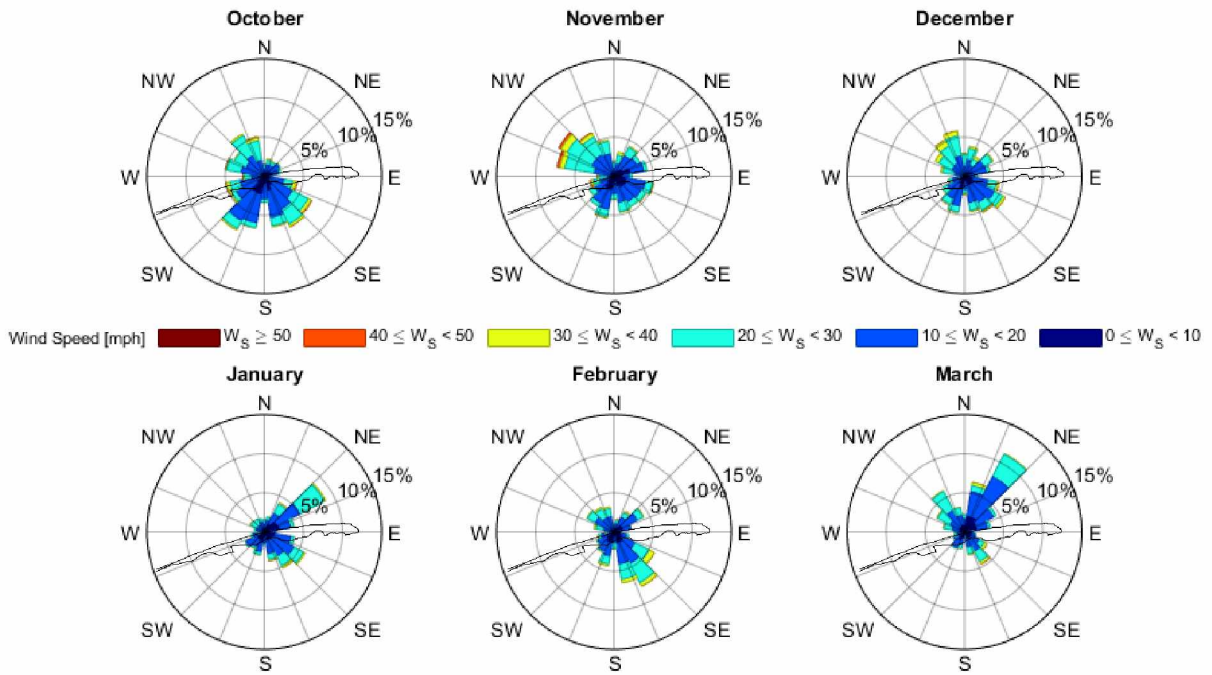 October November December
N N N
NW NE NW NE NW NE
15% 15% 15%
10% 10% 10%
5% 5% 5%
W E W E W E
SW SE SW SE SW SE
S S S
Wind Speed [mph] W_S ≥ 50 40 ≤ W_S < 50 30 ≤ W_S < 40 20 ≤ W_S < 30 10 ≤ W_S < 20 0 ≤ W_S < 10
January February March
N N N
NW NE NW NE NW NE
15% 15% 15%
10% 10% 10%
5% 5% 5%
W E W E W E
SW SE SW SE SW SE
S S S